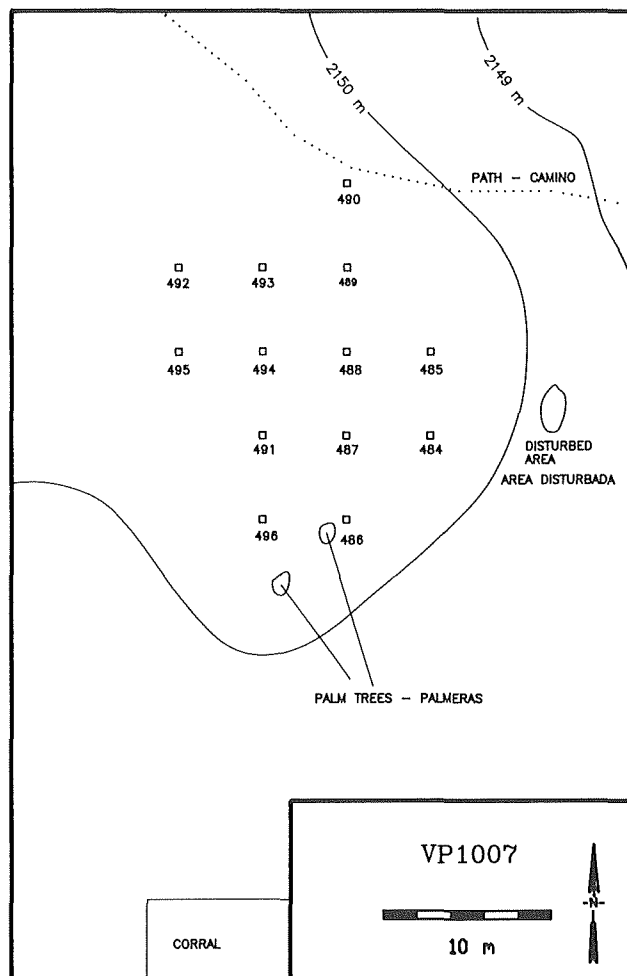 2150 m
2149 m
PATH - CAMINO
490
492
493
489
495
494
488
485
491
487
484
DISTURBED
AREA
AREA DISTURBADA
496
486
PALM TREES - PALMERAS
VP1007
-N-
10 m
CORRAL